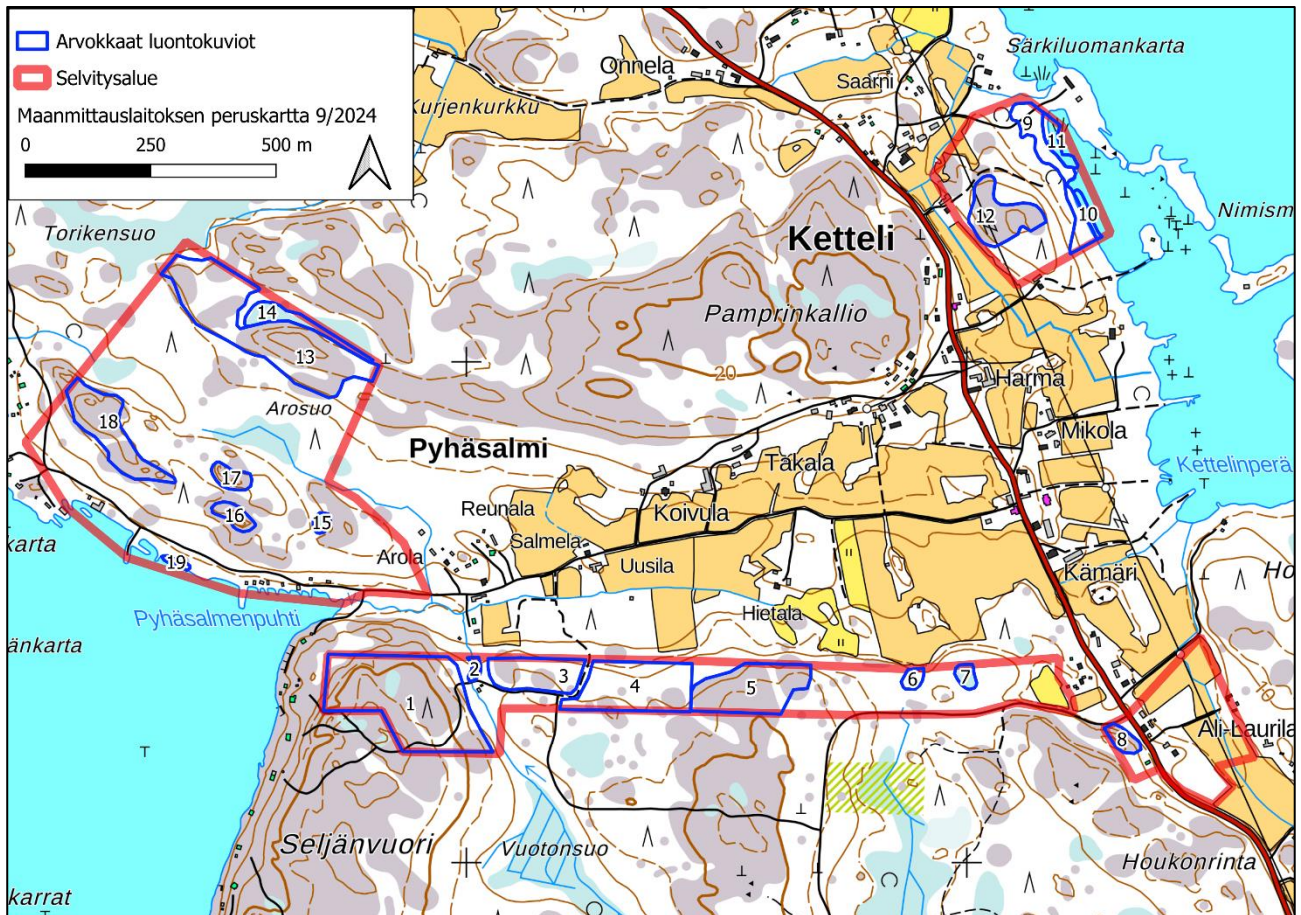 Arvokkaat luontokuviot
Selvitysalue
Maanmittauslaitoksen peruskartta 9/2024
0 250 500 m
Särkiluomankarta
Onnela
Saarni
Kurjenkurkku
9
11
Torikensuo
12
10
Nimism
Ketteli
14
Pamprinkallio
13
20
Harma
Arosuo
18
Pyhäsalmi
Mikola
Takala
17
Kettelinperä
Reunala
Koivula
16
15
Salmela
karta
Arola
19
Uusila
Kämäri
Ho
Hietala
Pyhäsalmenpuhti
änkarta
2
3
4
5
6
7
1
10
Ali-Laurila
8
Seljänvuori
Vuotonsuo
Houkonrinta
karrat